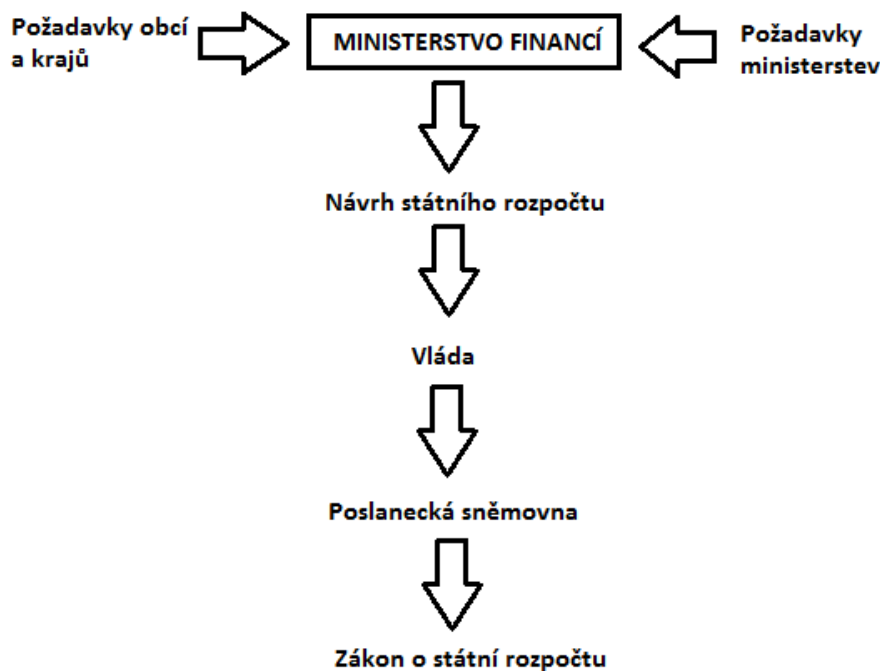 Požadavky obcí
a krajů
MINISTERSTVO FINANCÍ
Požadavky
ministerstev
Návrh státního rozpočtu
Vláda
Poslanecká sněmovna
Zákon o státní rozpočtu